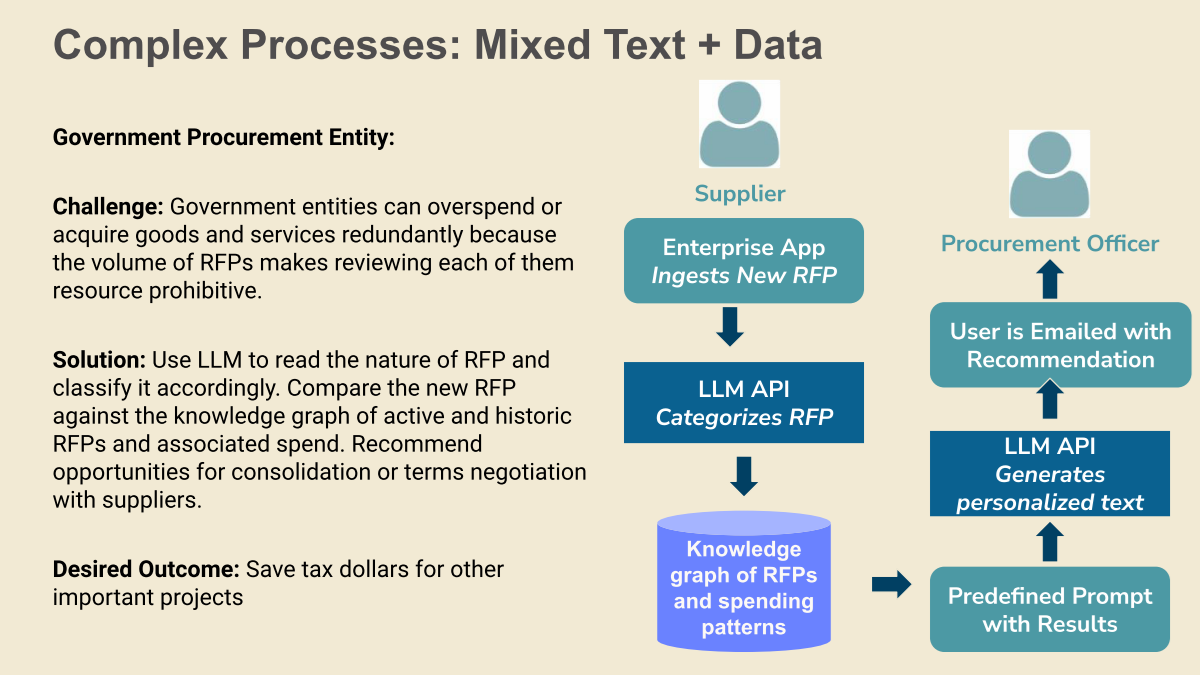 Complex Processes: Mixed Text + Data
Government Procurement Entity:
Challenge: Government entities can overspend or
acquire goods and services redundantly because
the volume of RFPs makes reviewing each of them
resource prohibitive.
Solution: Use LLM to read the nature of RFP and
classify it accordingly. Compare the new RFP
against the knowledge graph of active and historic
RFPs and associated spend. Recommend
opportunities for consolidation or terms negotiation
with suppliers.
Desired Outcome: Save tax dollars for other
important projects
Supplier
Enterprise App
Ingests New RFP
LLM API
Categorizes RFP
Knowledge
graph of RFPs
and spending
patterns
Procurement Officer
User is Emailed with
Recommendation
LLM API
Generates
personalized text
Predefined Prompt
with Results